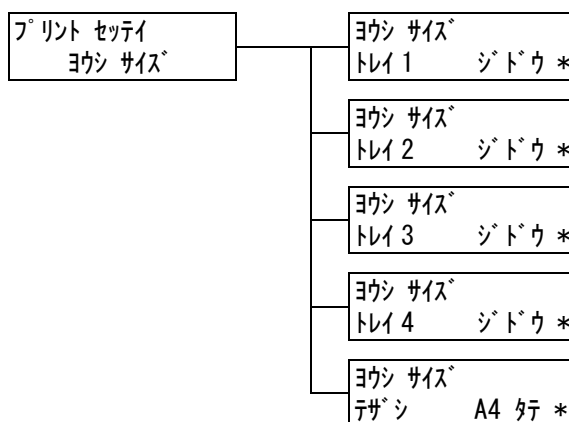 ﾌﾟﾘﾝﾄ ｾｯﾃｲ
ﾖｳｼ ｻｲｽﾞ
ﾖｳｼ ｻｲｽﾞ
ﾄﾚｲ 1 ｼﾞﾄﾞｳ *
ﾖｳｼ ｻｲｽﾞ
ﾄﾚｲ 2 ｼﾞﾄﾞｳ *
ﾖｳｼ ｻｲｽﾞ
ﾄﾚｲ 3 ｼﾞﾄﾞｳ *
ﾖｳｼ ｻｲｽﾞ
ﾄﾚｲ 4 ｼﾞﾄﾞｳ *
ﾖｳｼ ｻｲｽﾞ
ﾃｻﾞｼ A4 ﾀﾃ *